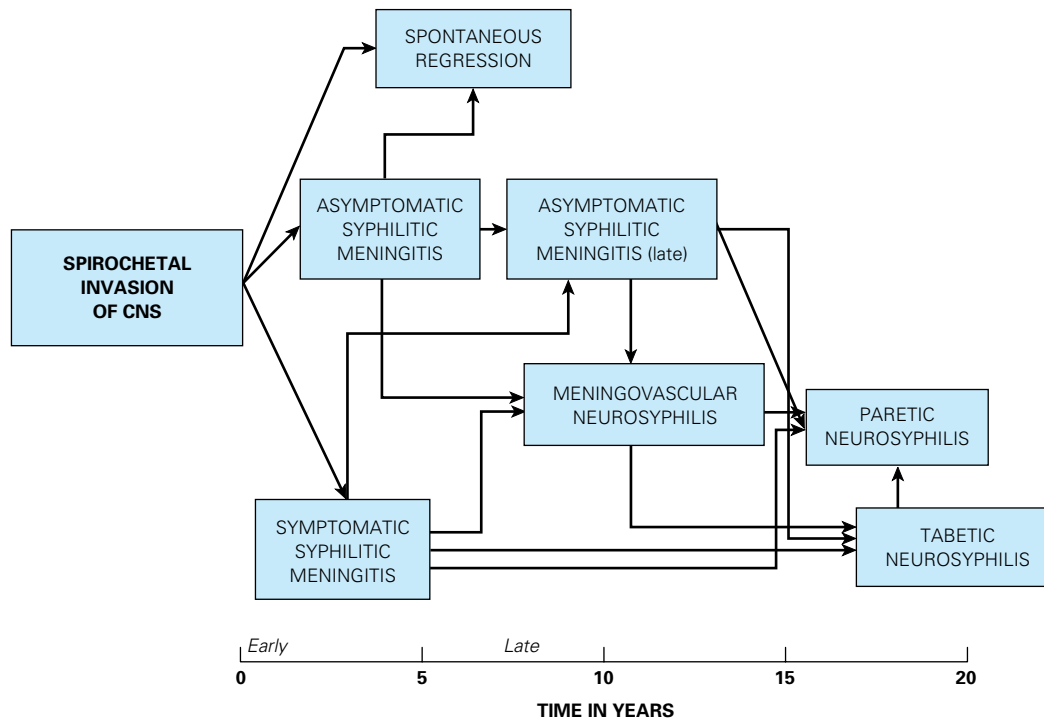 SPONTANEOUS
REGRESSION
ASYMPTOMATIC
SYPHILITIC
MENINGITIS
ASYMPTOMATIC
SYPHILITIC
MENINGITIS (late)
SPIROCHETAL
INVASION
OF CNS
MENINGOVASCULAR
NEUROSYPHILIS
PARETIC
NEUROSYPHILIS
SYMPTOMATIC
SYPHILITIC
MENINGITIS
TABETIC
NEUROSYPHILIS
Early Late
0 5 10 15 20
TIME IN YEARS